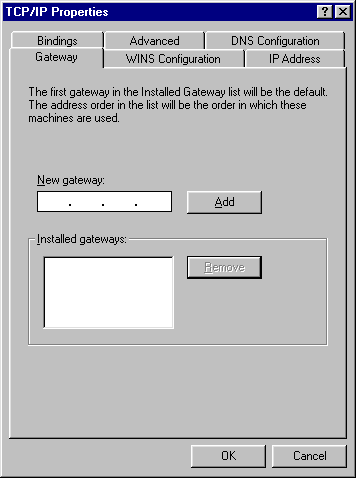 TCP/IP Properties
Bindings
Advanced
DNS Configuration
Gateway
WINS Configuration
IP Address
The first gateway in the Installed Gateway list will be the default.
The address order in the list will be the order in which these
machines are used.
New gateway:
. . .
Add
Installed gateways:
Remove
OK
Cancel